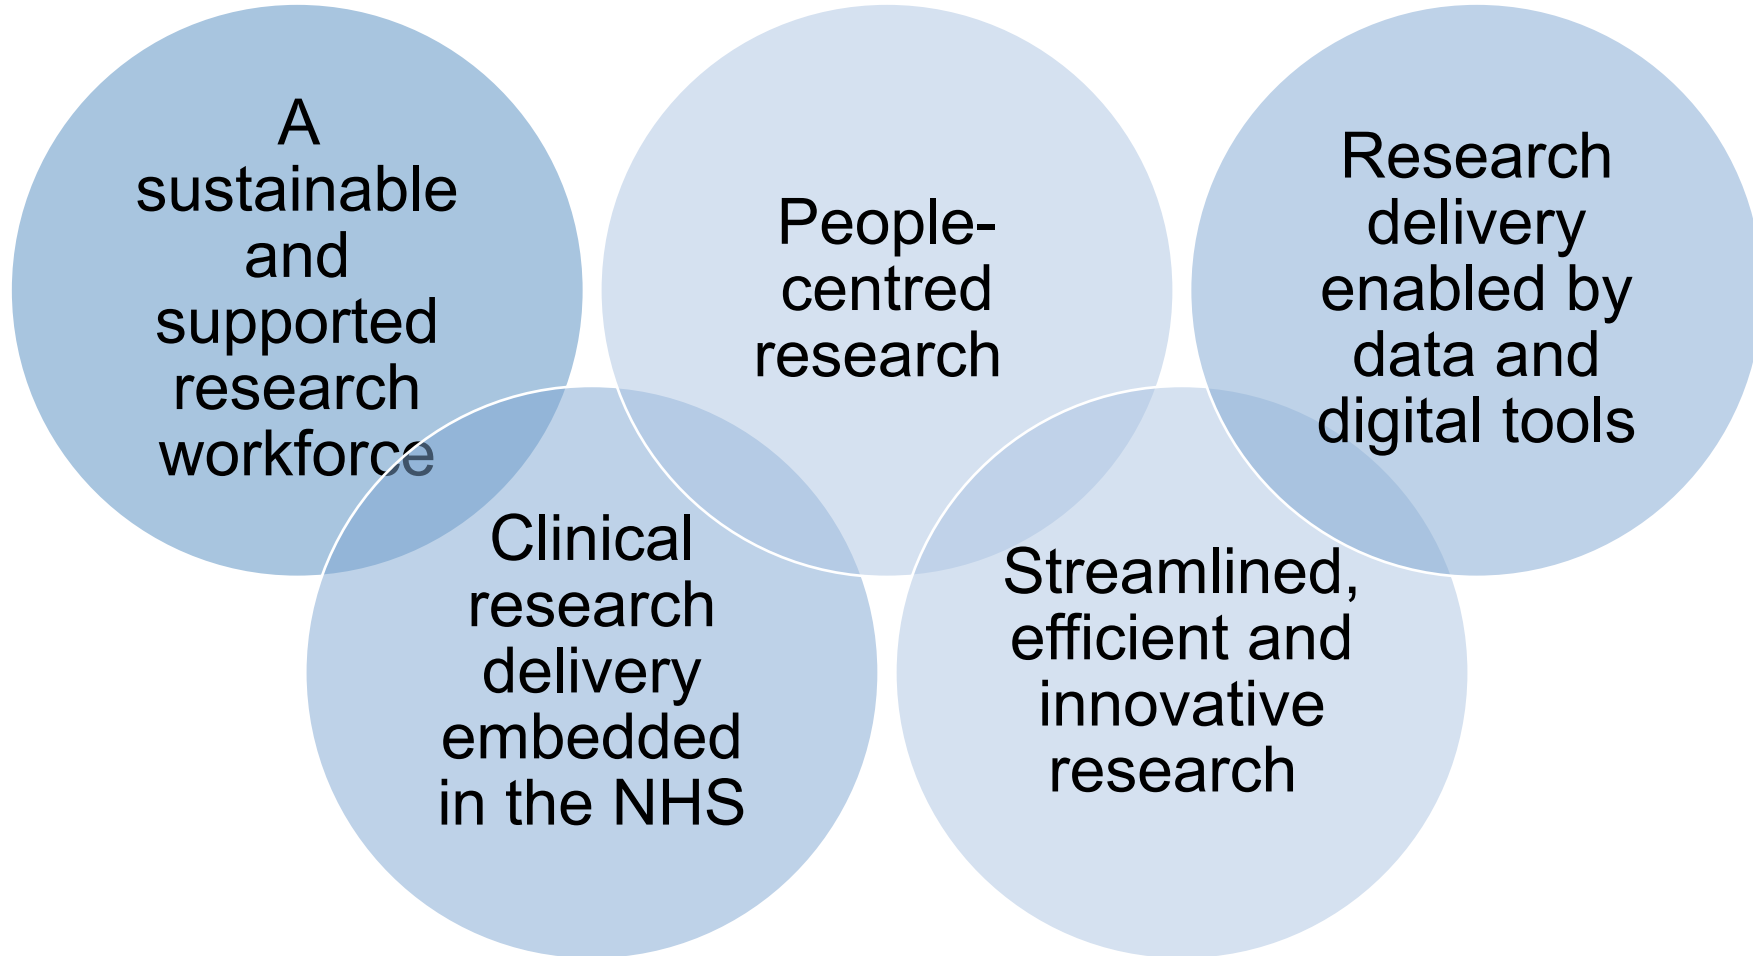 A
sustainable
and
supported
research
workforce
Clinical
research
delivery
embedded
in the NHS
People-
centred
research
Streamlined,
efficient and
innovative
research
Research
delivery
enabled by
data and
digital tools